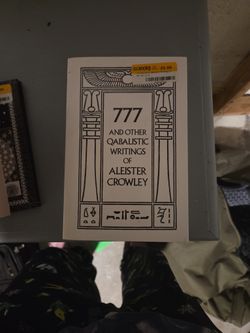 777
AND OTHER
QABALISTIC
WRITINGS
OF
ALEISTER
CROWLEY